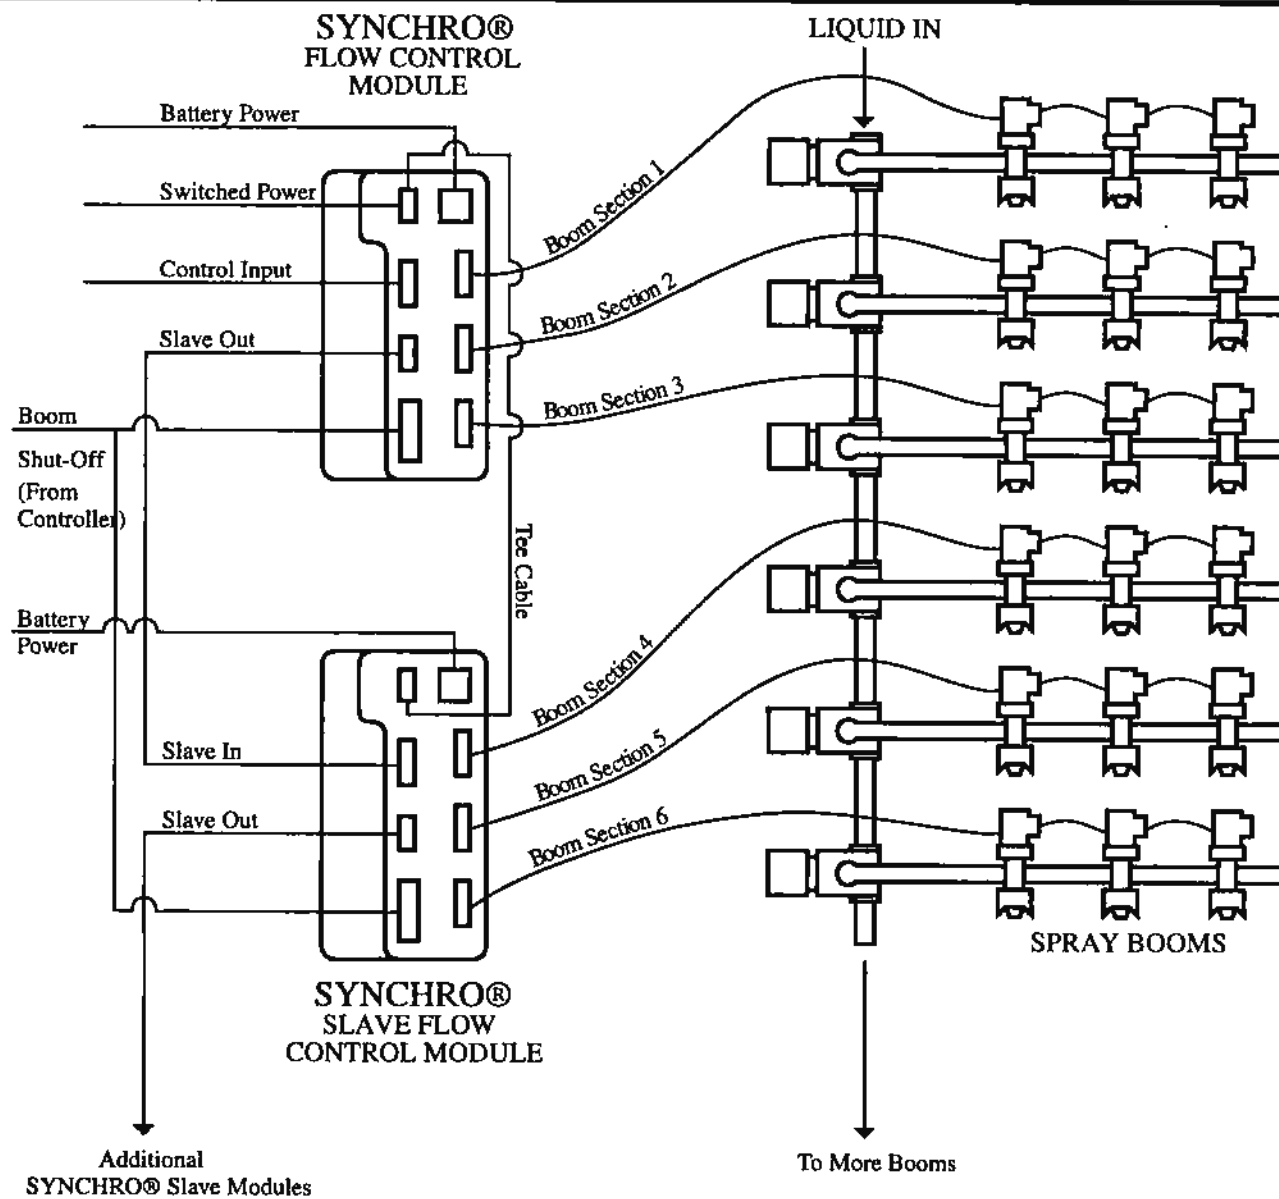 SYNCHRO®
FLOW CONTROL
MODULE
LIQUID IN
Battery Power
Switched Power
Control Input
Slave Out
Boom
Shut-Off
(From
Controller)
Boom Section 1
Boom Section 2
Boom Section 3
Tee Cable
Battery
Power
Slave In
Slave Out
Boom Section 4
Boom Section 5
Boom Section 6
SPRAY BOOMS
SYNCHRO®
SLAVE FLOW
CONTROL MODULE
Additional
SYNCHRO® Slave Modules
To More Booms